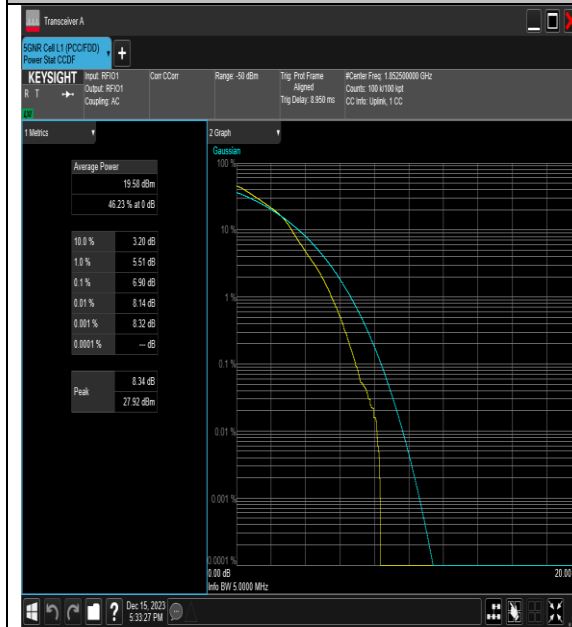 Transceiver A
5GNR Cell L1 (PCC/FDD)
Power Stat CCDF
+
KEYSIGHT
R T
LXI
Input: RFIO1
Output: RFIO1
Coupling: AC
Corr CCorr
Range: -50 dBm
Trig: Prot Frame
Aligned
Trig Delay: 8.950 ms
#Center Freq: 1.852500000 GHz
Counts: 100 k/100 kpt
CC Info: Uplink, 1 CC
1 Metrics
Average Power
19.58 dBm
46.23 % at 0 dB
10.0 % 3.20 dB
1.0 % 5.51 dB
0.1 % 6.90 dB
0.01 % 8.14 dB
0.001 % 8.32 dB
0.0001 % --- dB
Peak 8.34 dB
27.92 dBm
2 Graph
Gaussian
100 %
10 %
1 %
0.1 %
0.01 %
0.001 %
0.0001 %
0.00 dB 20.00
Info BW 5.0000 MHz
? Dec 15, 2023
5:33:27 PM